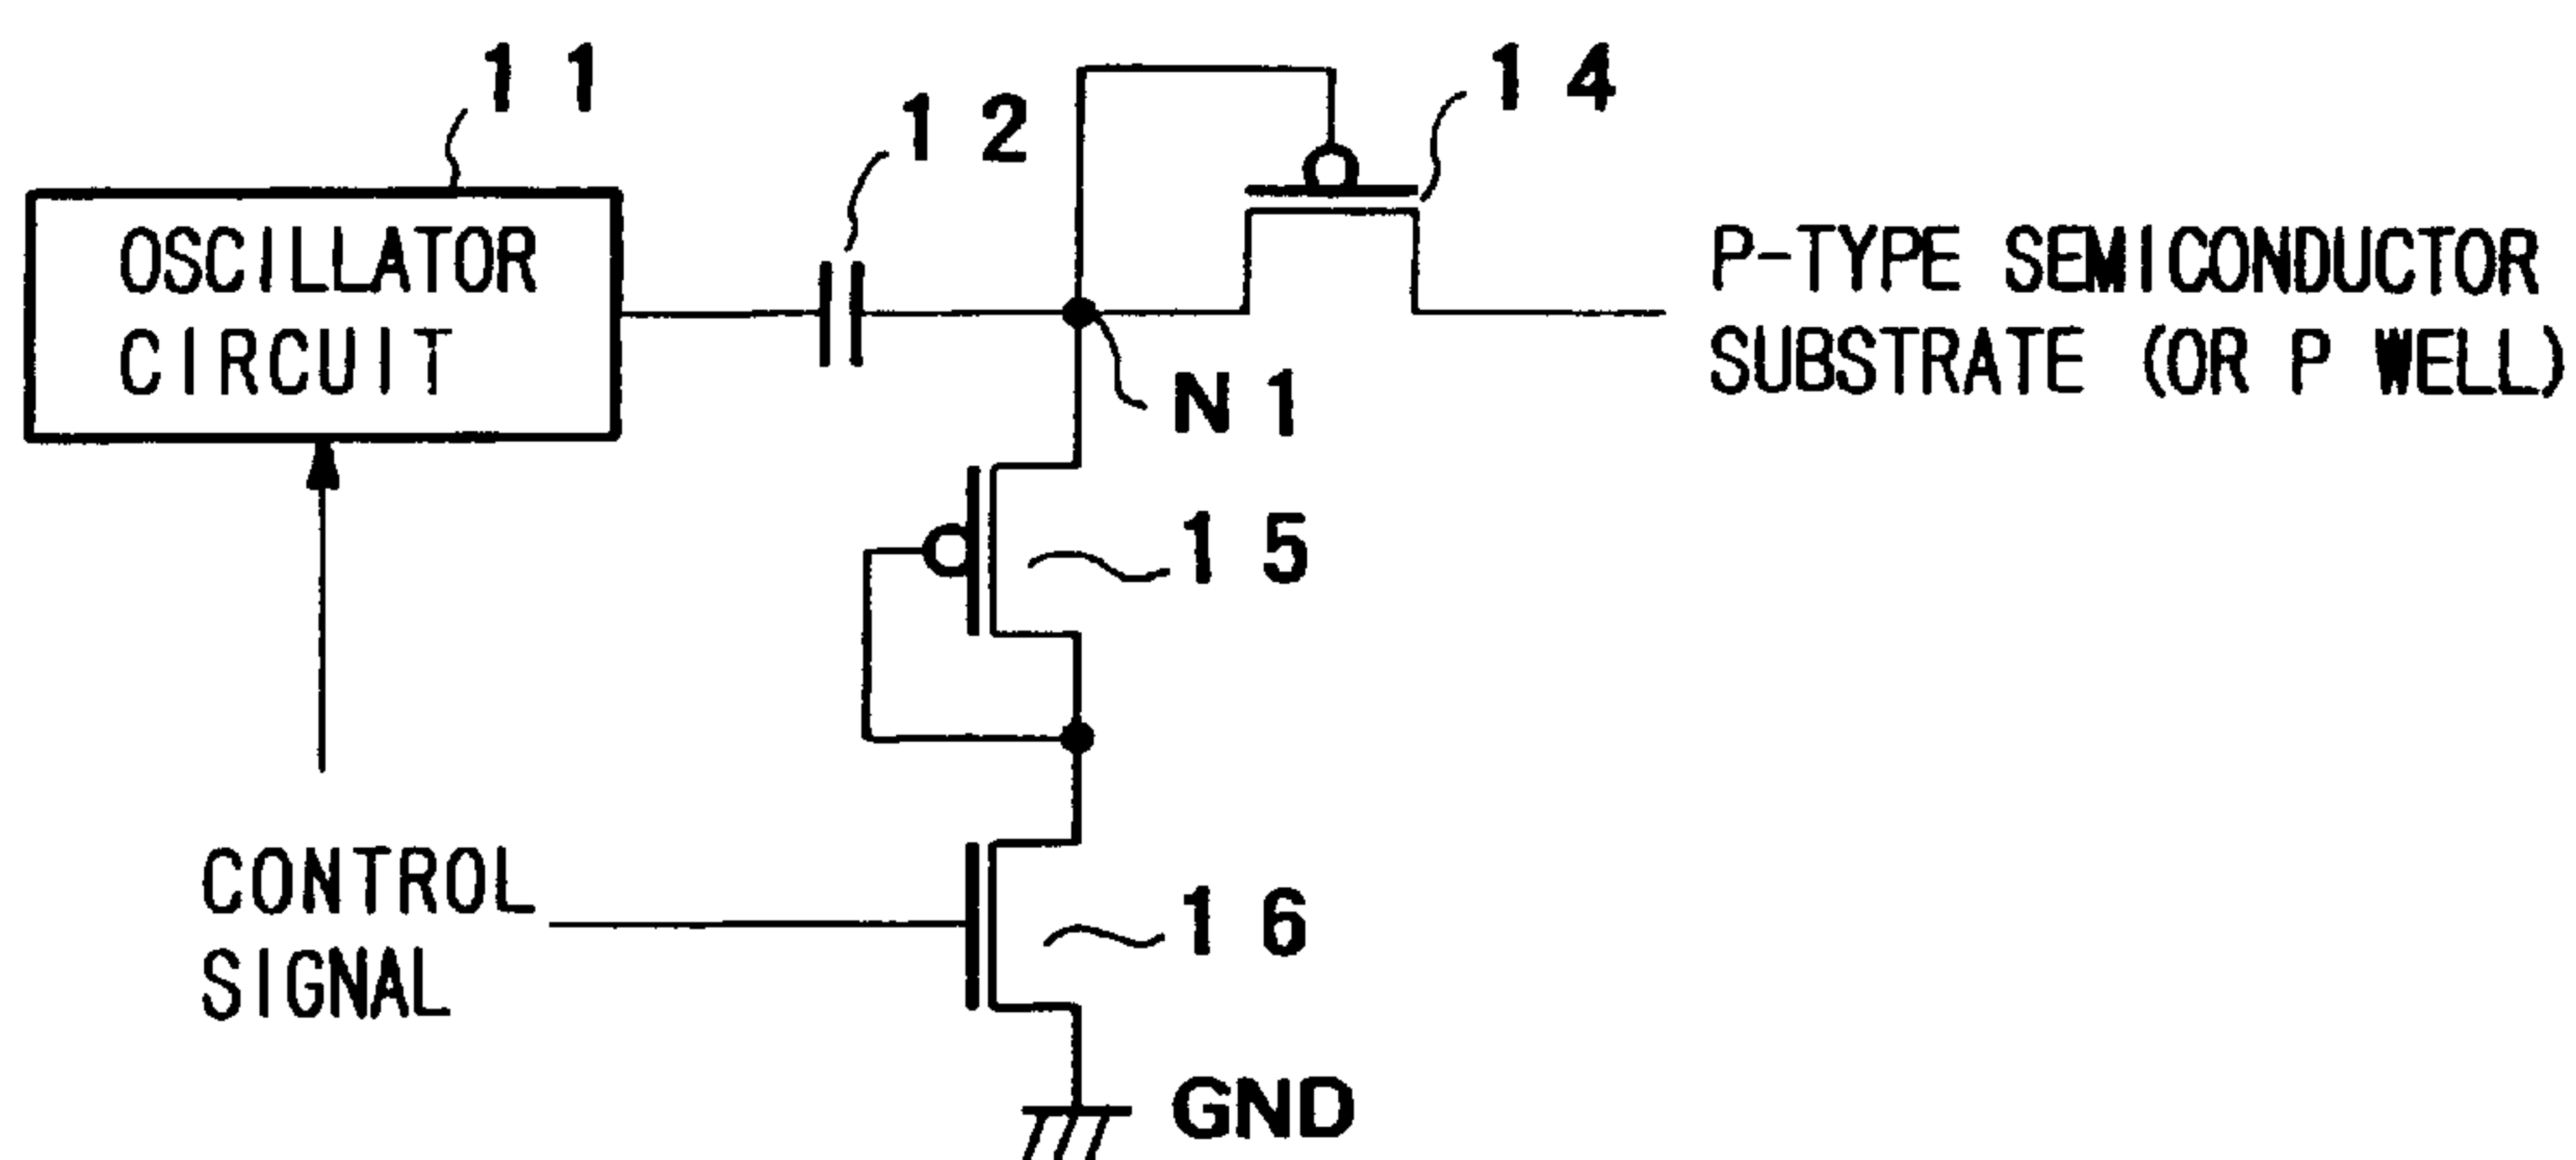 11
12
14
OSCILLATOR
CIRCUIT
P-TYPE SEMICONDUCTOR
SUBSTRATE (OR P WELL)
N1
15
CONTROL
SIGNAL
16
GND